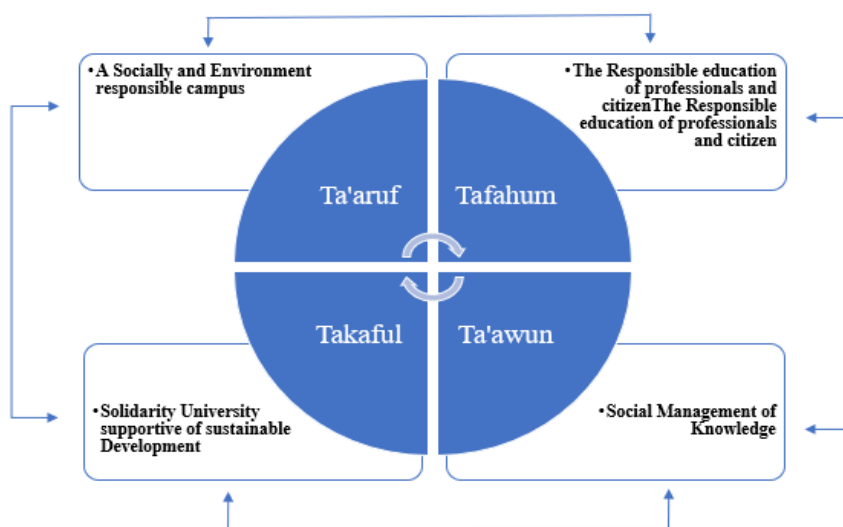 •A Socially and Environment
responsible campus
•The Responsible education
of professionals and
citizenThe Responsible
education of professionals
and citizen
Ta'aruf
Tafahum
Takaful
Ta'awun
•Solidarity University
supportive of sustainable
Development
•Social Management of
Knowledge